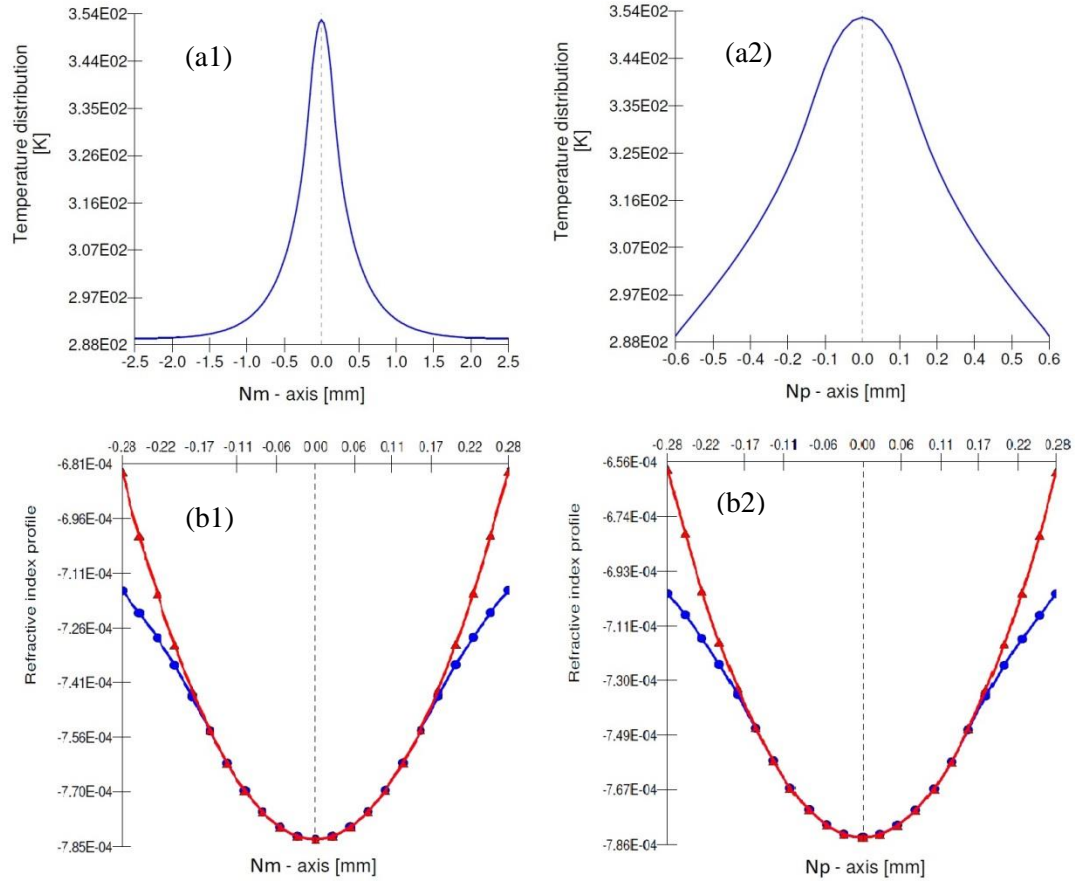 (a1)
Temperature distribution
[K]
3.54E02
3.44E02
3.35E02
3.26E02
3.16E02
3.07E02
2.97E02
2.88E02
-2.5 -2.0 -1.5 -1.0 -0.5 0.0 0.5 1.0 1.5 2.0 2.5
Nm - axis [mm]
(a2)
Temperature distribution
[K]
3.54E02
3.44E02
3.35E02
3.25E02
3.16E02
3.07E02
2.97E02
2.88E02
-0.6 -0.5 -0.4 -0.2 -0.1 0.0 0.1 0.2 0.4 0.5 0.6
Np - axis [mm]
-0.28 -0.22 -0.17 -0.11 -0.06 0.00 0.06 0.11 0.17 0.22 0.28
(b1)
Refractive index profile
-6.81E-04
-6.96E-04
-7.11E-04
-7.26E-04
-7.41E-04
-7.56E-04
-7.70E-04
-7.85E-04
Nm - axis [mm]
-0.28 -0.22 -0.17 -0.11 -0.06 0.00 0.06 0.11 0.17 0.22 0.28
(b2)
Refractive index profile
-6.56E-04
-6.74E-04
-6.93E-04
-7.11E-04
-7.30E-04
-7.49E-04
-7.67E-04
-7.86E-04
Np - axis [mm]